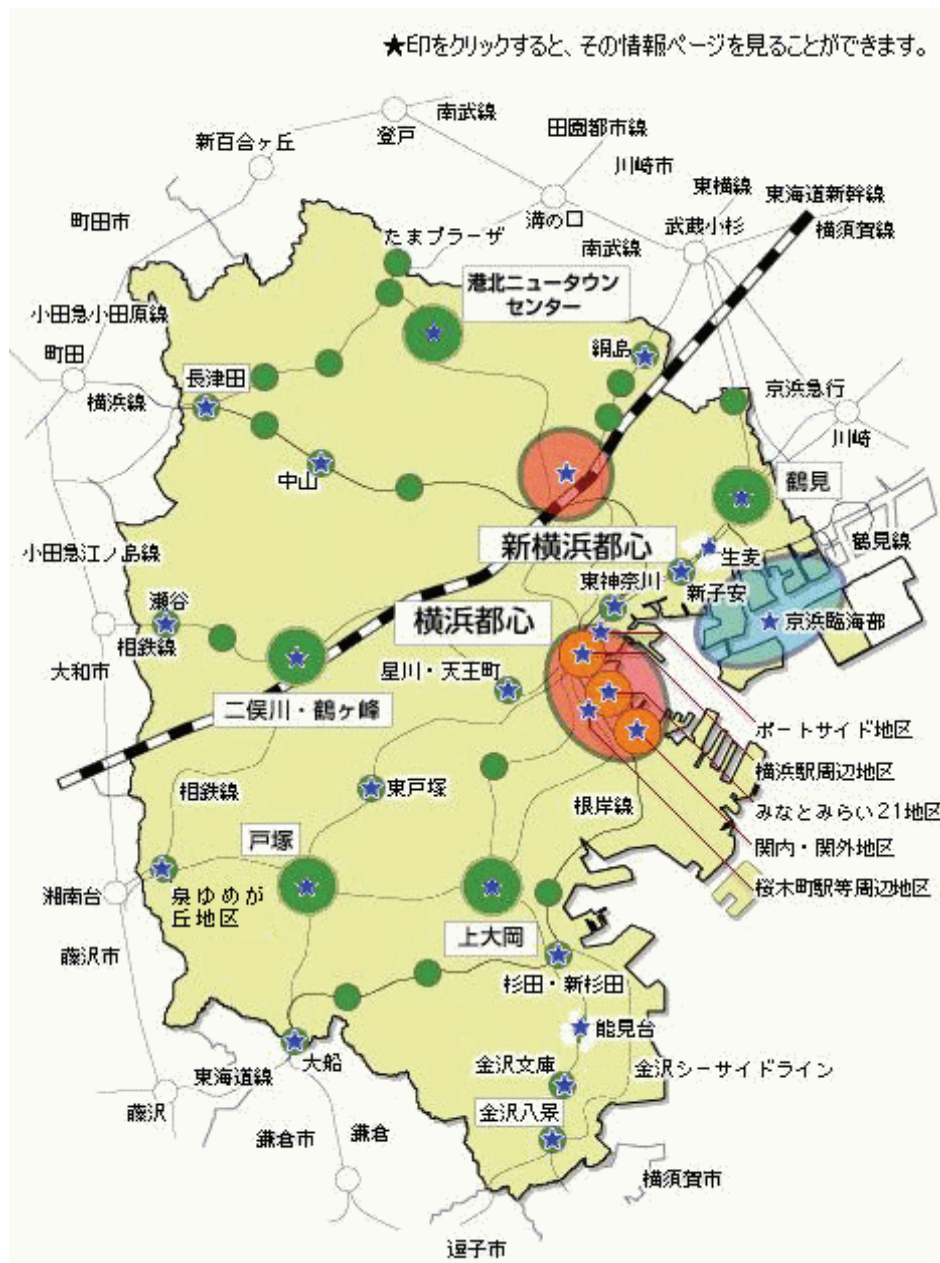 ★印をクリックすると、その情報ページを見ることができます。
南武線
登戸
田園都市線
新百合ヶ丘
川崎市
東横線
東海道新幹線
町田市
溝の口
武蔵小杉
横須賀線
たまプラーザ
南武線
港北ニュータウン
センター
小田急小田原線
町田
綱島
長津田
横浜線
京浜急行
川崎
中山
鶴見
新横浜都心
鶴見線
小田急江ノ島線
生麦
東神奈川
新子安
瀬谷
横浜都心
京浜臨海部
相鉄線
大和市
星川・天王町
二俣川・鶴ヶ峰
ポートサイド地区
横浜駅周辺地区
相鉄線
東戸塚
根岸線
みなとみらい21地区
戸塚
関内・関外地区
湘南台
泉ゆめが
丘地区
桜木町駅等周辺地区
上大岡
藤沢市
杉田・新杉田
能見台
大船
金沢文庫
金沢シーサイドライン
東海道線
藤沢
金沢八景
鎌倉市
鎌倉
横須賀市
逗子市